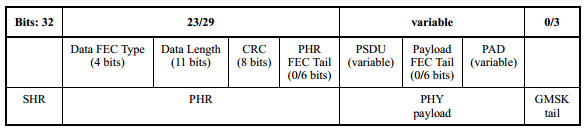 Bits: 32 23/29 variable 0/3
Data FEC Type Data Length CRC PHR PSDU Payload PAD
(4 bits) (11 bits) (8 bits) FEC Tail (variable) FEC Tail (variable)
(0/6 bits) (0/6 bits)
SHR PHR PHY GMSK
payload tail